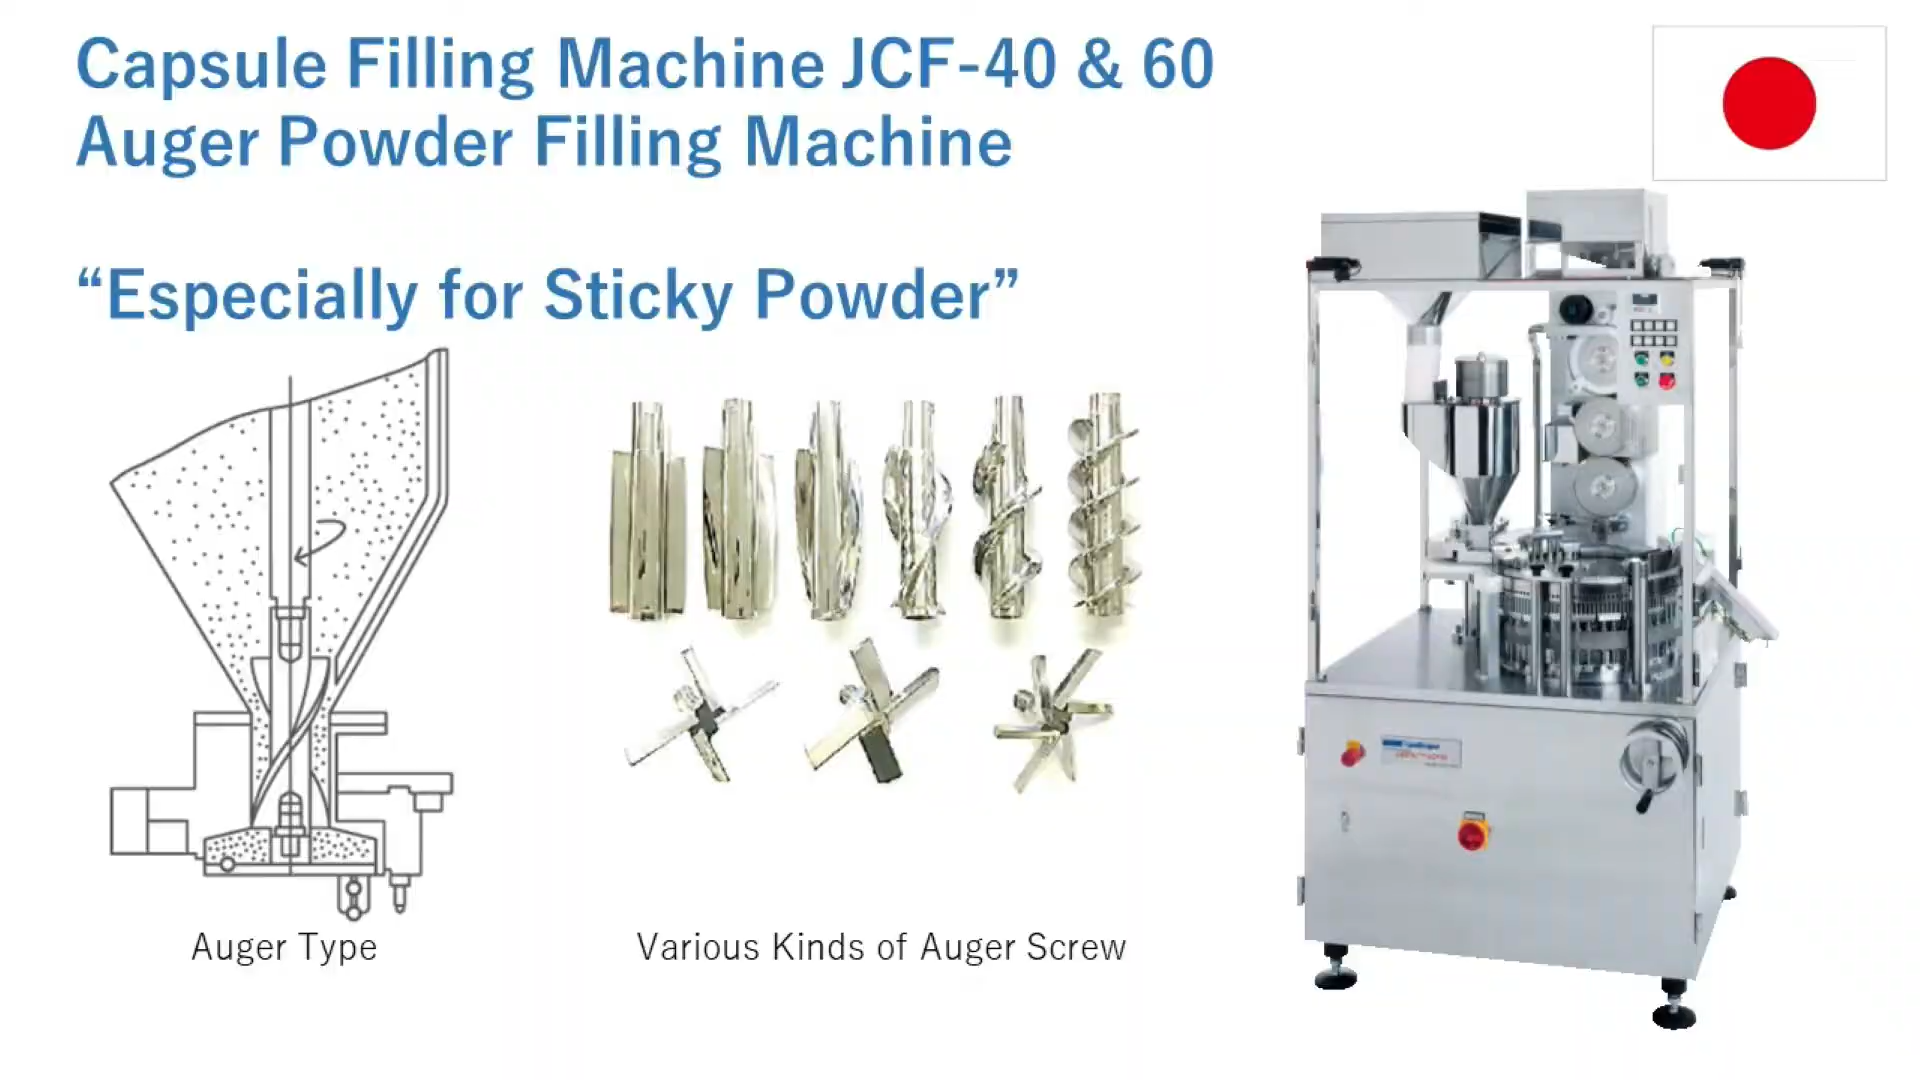 Capsule Filling Machine JCF-40 & 60
Auger Powder Filling Machine
“Especially for Sticky Powder”
Auger Type
Various Kinds of Auger Screw